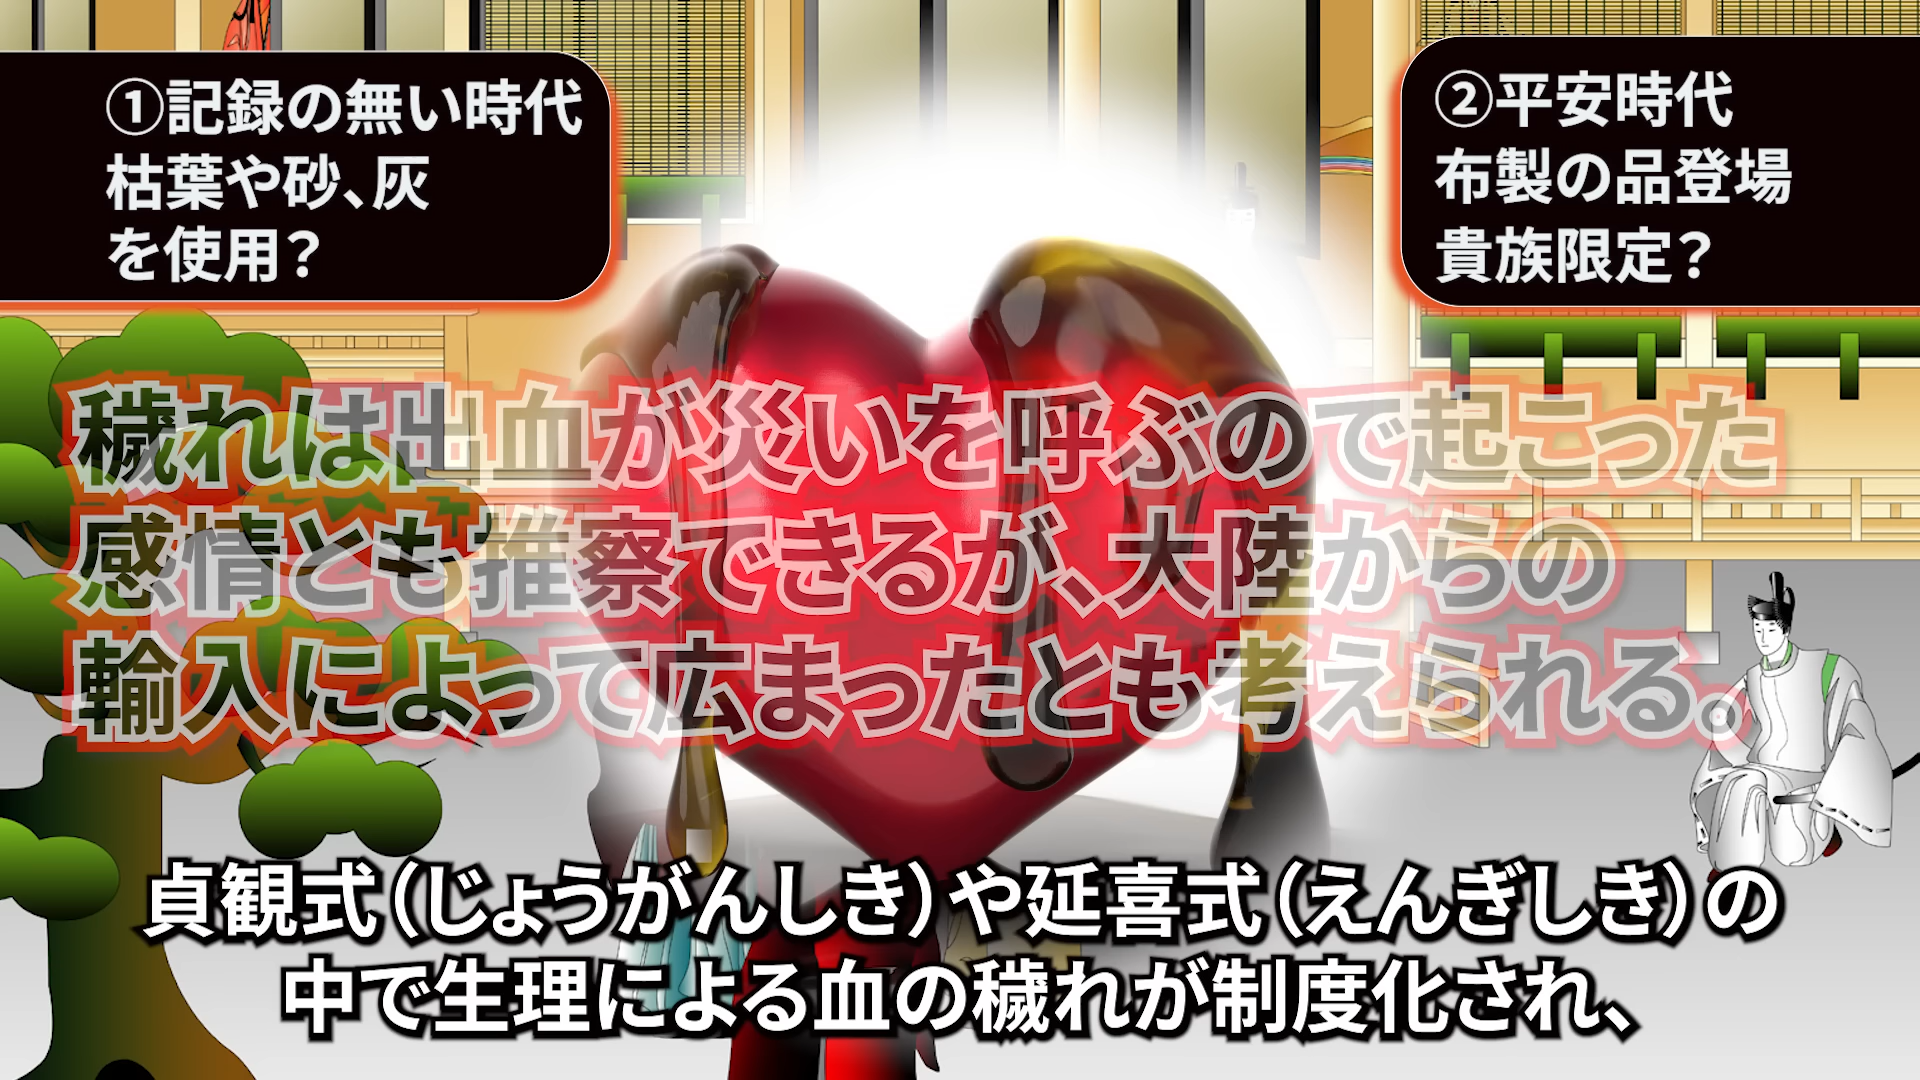 ①記録の無い時代
枯葉や砂、灰
を使用？
②平安時代
布製の品登場
貴族限定？
穢れは出血が災いを呼ぶので起こった
感情とも推察できるが、大陸からの
輸入によって広まったとも考えられる。
貞観式（じょうがんしき）や延喜式（えんぎしき）の
中で生理による血の穢れが制度化され、